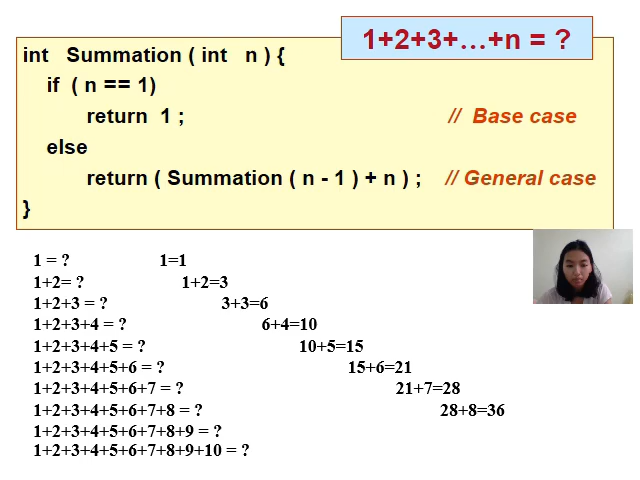 1+2+3+…+n = ?
int Summation ( int n ) {
if ( n == 1)
return 1 ; // Base case
else
return ( Summation ( n - 1 ) + n ) ; // General case
}
1 = ? 1=1
1+2= ? 1+2=3
1+2+3 = ? 3+3=6
1+2+3+4 = ? 6+4=10
1+2+3+4+5 = ? 10+5=15
1+2+3+4+5+6 = ? 15+6=21
1+2+3+4+5+6+7 = ? 21+7=28
1+2+3+4+5+6+7+8 = ? 28+8=36
1+2+3+4+5+6+7+8+9 = ?
1+2+3+4+5+6+7+8+9+10 = ?